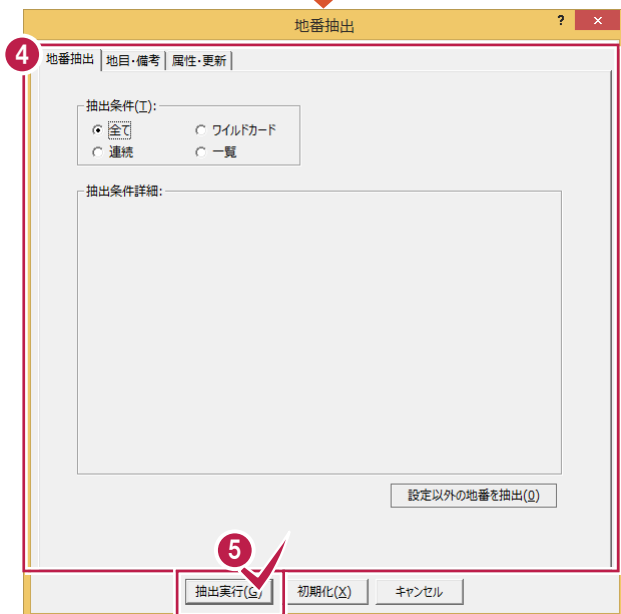 地番抽出
? ×
4
地番抽出 地目・備考 属性・更新
抽出条件(T):
全て ワイルドカード
連続 一覧
抽出条件詳細:
設定以外の地番を抽出(O)
5
抽出実行(G) 初期化(X) キャンセル